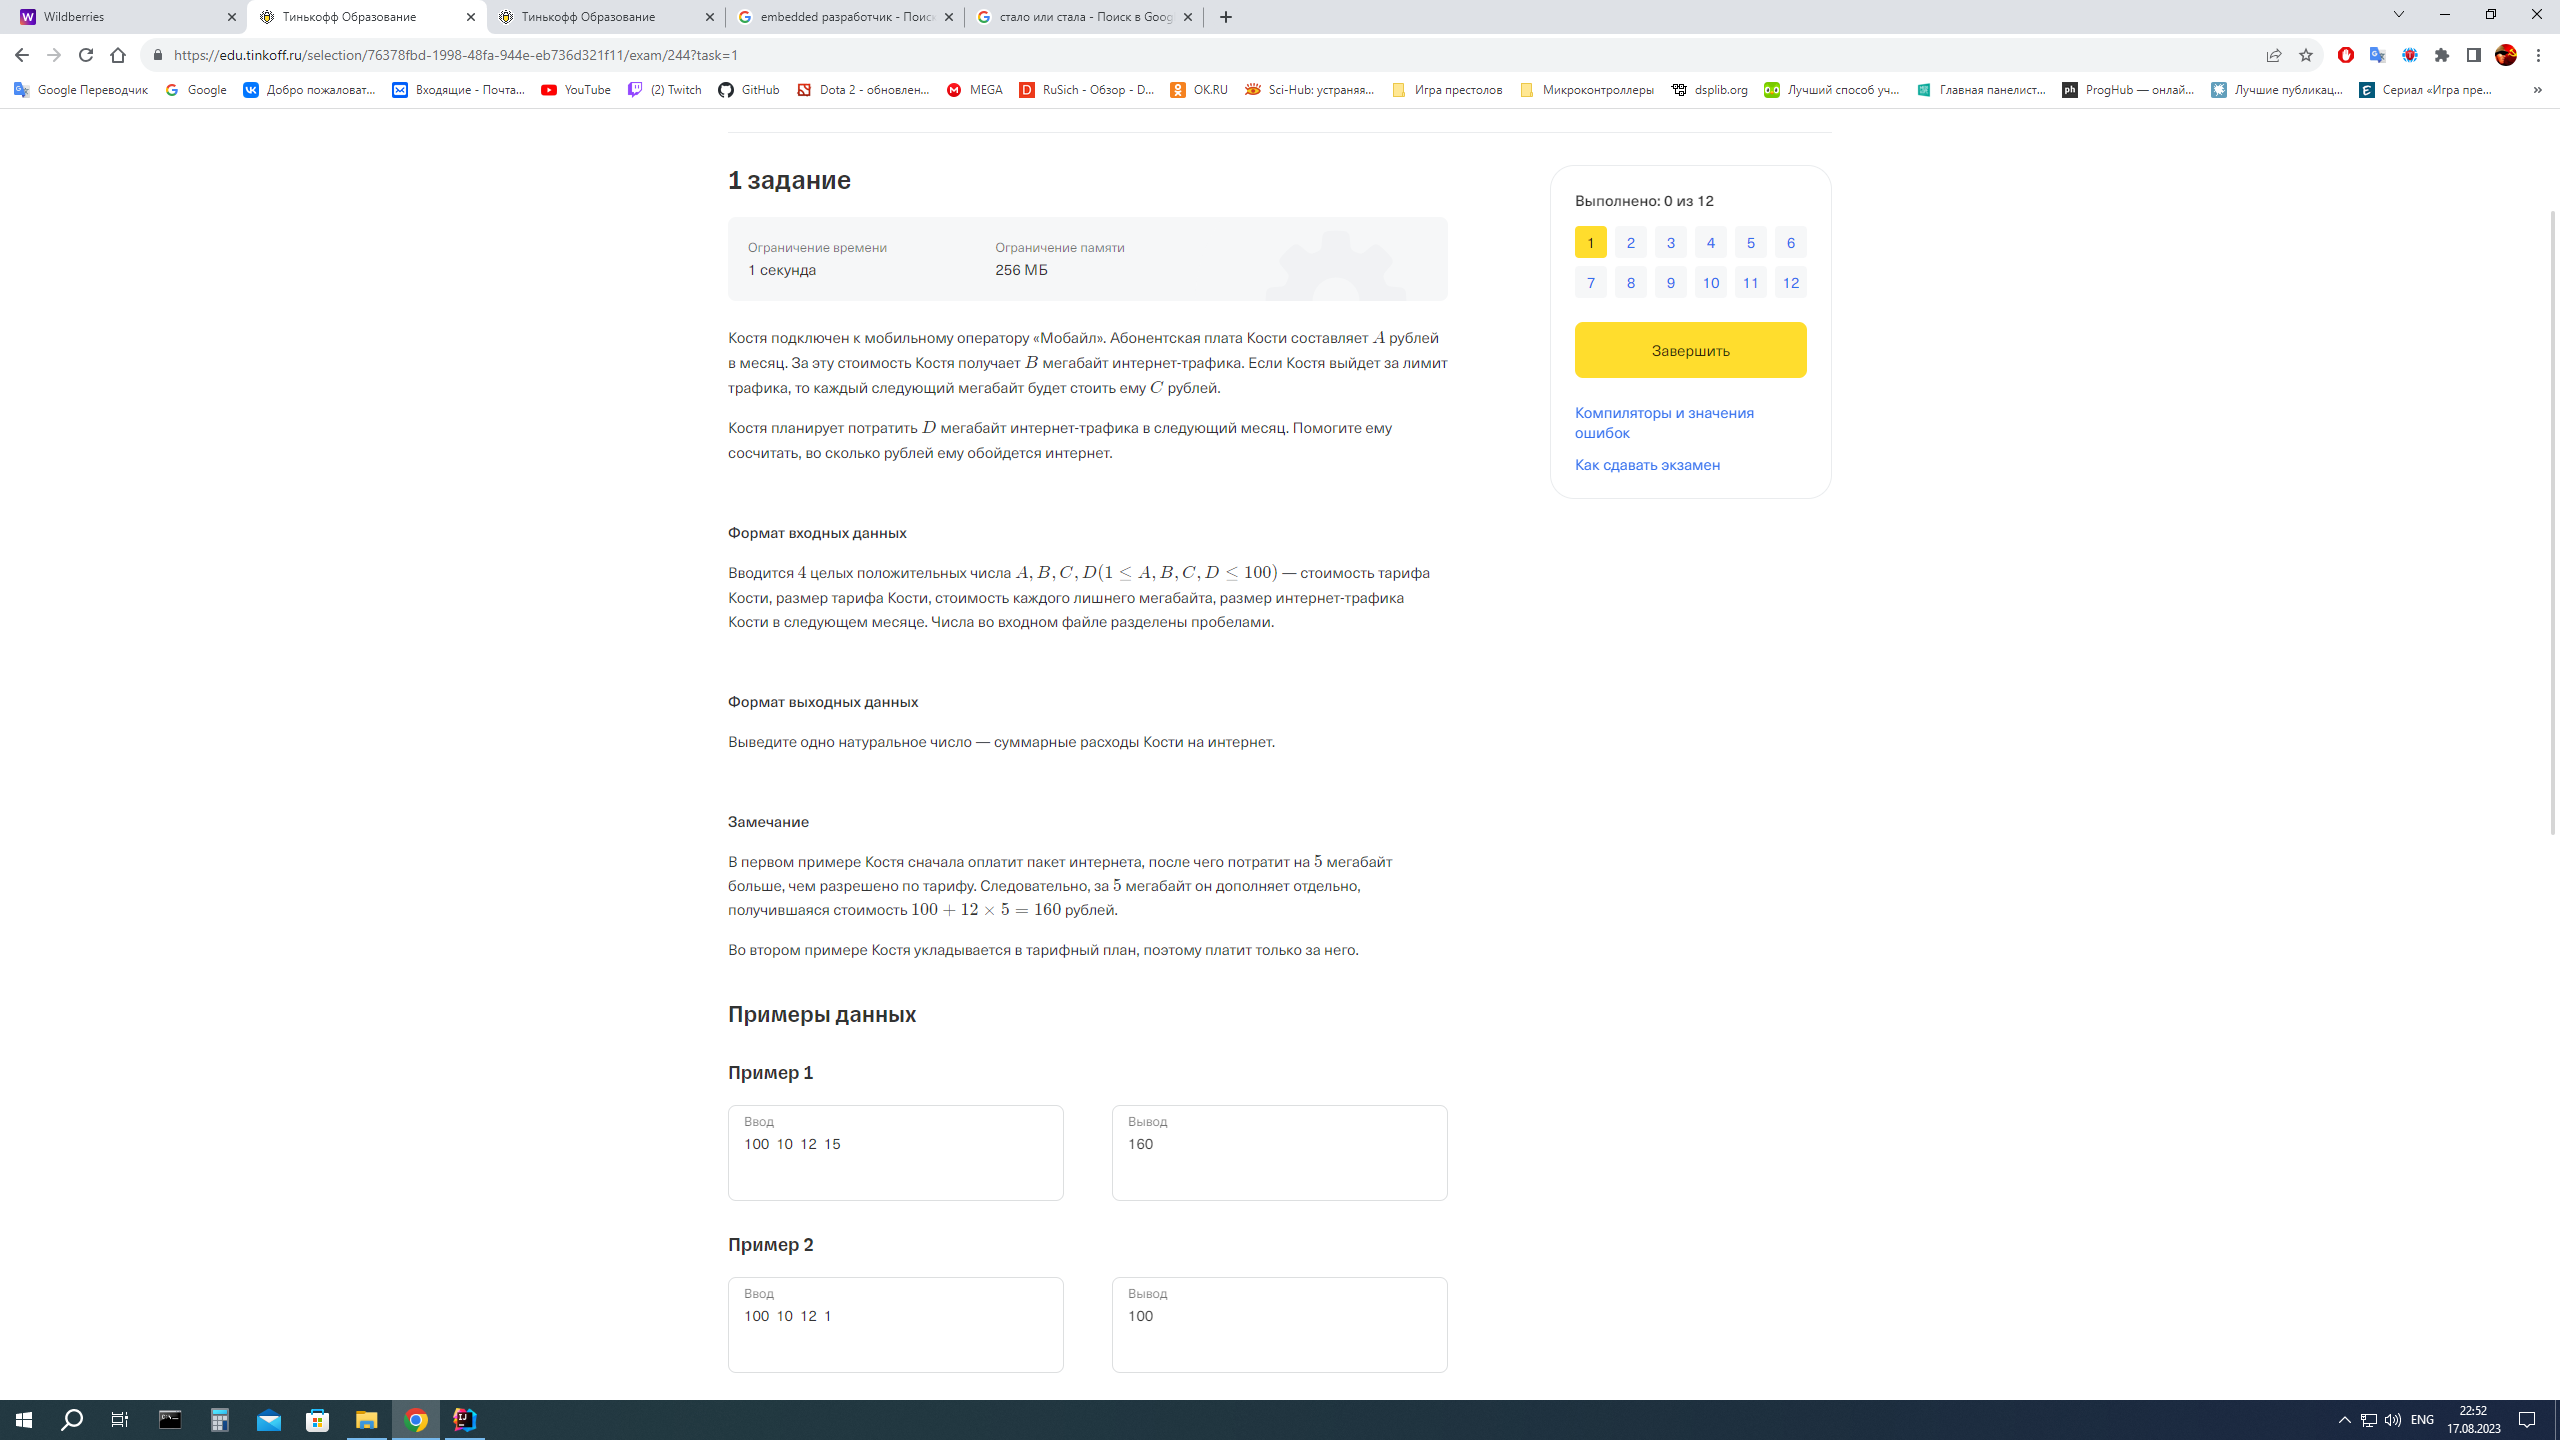 Wildberries
Тинькофф Образование
Тинькофф Образование
embedded разработчик - Поиск
стало или стала - Поиск в Goog
https://edu.tinkoff.ru/selection/76378fbd-1998-48fa-944e-eb736d321f11/exam/244?task=1
Google Переводчик
Google
Добро пожаловат...
Входящие - Почта...
YouTube
(2) Twitch
GitHub
Dota 2 - обновлен...
MEGA
RuSich - Обзор - D...
OK.RU
Sci-Hub: устраняя...
Игра престолов
Микроконтроллеры
dsplib.org
Лучший способ уч...
Главная панелист...
ProgHub — онлай...
Лучшие публикац...
Сериал «Игра пре...
»
1 задание
Ограничение времени
1 секунда
Ограничение памяти
256 МБ
Костя подключен к мобильному оператору «Мобайл». Абонентская плата Кости составляет A рублей
в месяц. За эту стоимость Костя получает B мегабайт интернет-трафика. Если Костя выйдет за лимит
трафика, то каждый следующий мегабайт будет стоить ему C рублей.
Костя планирует потратить D мегабайт интернет-трафика в следующий месяц. Помогите ему
сосчитать, во сколько рублей ему обойдется интернет.
Формат входных данных
Вводится 4 целых положительных числа A, B, C, D(1 ≤ A, B, C, D ≤ 100) — стоимость тарифа
Кости, размер тарифа Кости, стоимость каждого лишнего мегабайта, размер интернет-трафика
Кости в следующем месяце. Числа во входном файле разделены пробелами.
Формат выходных данных
Выведите одно натуральное число — суммарные расходы Кости на интернет.
Замечание
В первом примере Костя сначала оплатит пакет интернета, после чего потратит на 5 мегабайт
больше, чем разрешено по тарифу. Следовательно, за 5 мегабайт он дополняет отдельно,
получившаяся стоимость 100 + 12 × 5 = 160 рублей.
Во втором примере Костя укладывается в тарифный план, поэтому платит только за него.
Примеры данных
Пример 1
Ввод
100 10 12 15
Вывод
160
Пример 2
Ввод
100 10 12 1
Вывод
100
Выполнено: 0 из 12
1 2 3 4 5 6
7 8 9 10 11 12
Завершить
Компиляторы и значения
ошибок
Как сдавать экзамен
ENG
22:52
17.08.2023